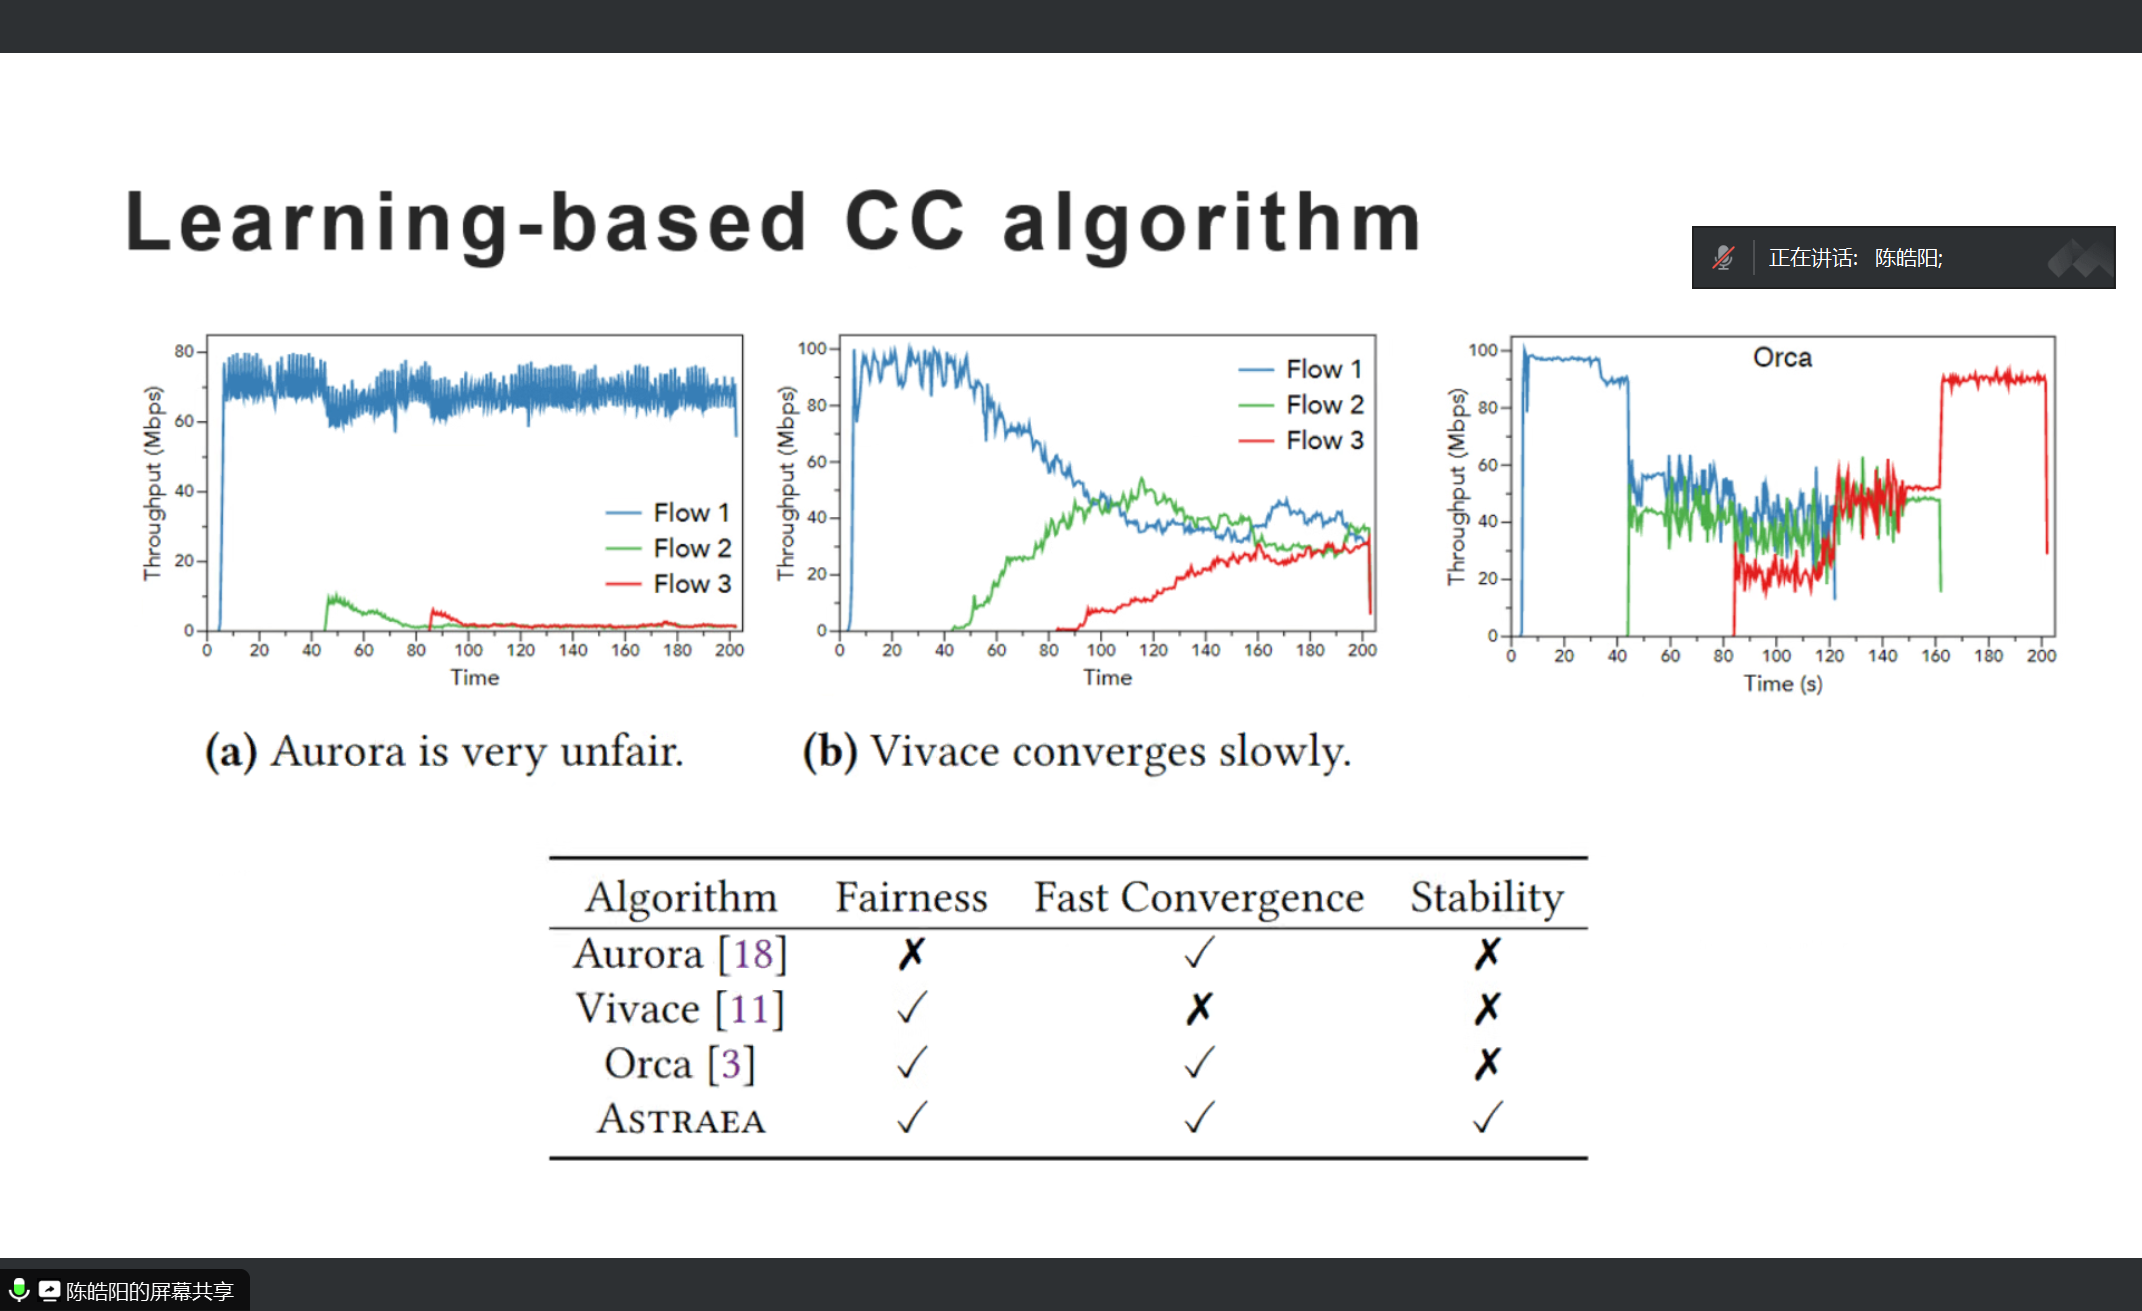 Learning-based CC algorithm
正在讲话: 陈皓阳;
80
60
40
20
0
Throughput (Mbps)
Flow 1
Flow 2
Flow 3
0 20 40 60 80 100 120 140 160 180 200
Time
100
80
60
40
20
0
Throughput (Mbps)
Flow 1
Flow 2
Flow 3
0 20 40 60 80 100 120 140 160 180 200
Time
Orca
100
80
60
40
20
0
Throughput (Mbps)
0 20 40 60 80 100 120 140 160 180 200
Time (s)
(a) Aurora is very unfair.
(b) Vivace converges slowly.
Algorithm Fairness Fast Convergence Stability
Aurora [18] ✗ ✓ ✗
Vivace [11] ✓ ✗ ✗
Orca [3] ✓ ✓ ✗
ASTRAEA ✓ ✓ ✓
陈皓阳的屏幕共享